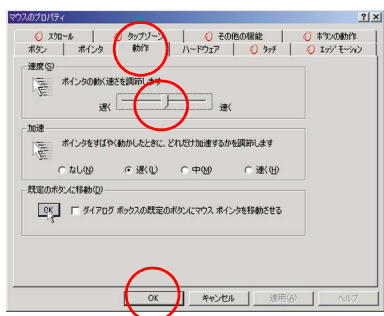 マウスのプロパティ
スクロール タップゾーン その他の機能 ボタンの動作
ボタン ポインタ 動作 ハードウェア タッチ エッジ モーション
速度(S)
ポインタの動く速さを調節します
遅く 速く
加速
ポインタをすばやく動かしたときに、どれだけ加速するかを調節します
なし(N) 遅く(L) 中(M) 速く(H)
既定のボタンに移動(D)
OK ダイアログ ボックスの既定のボタンにマウス ポインタを移動させる
OK キャンセル 適用(A) ヘルプ